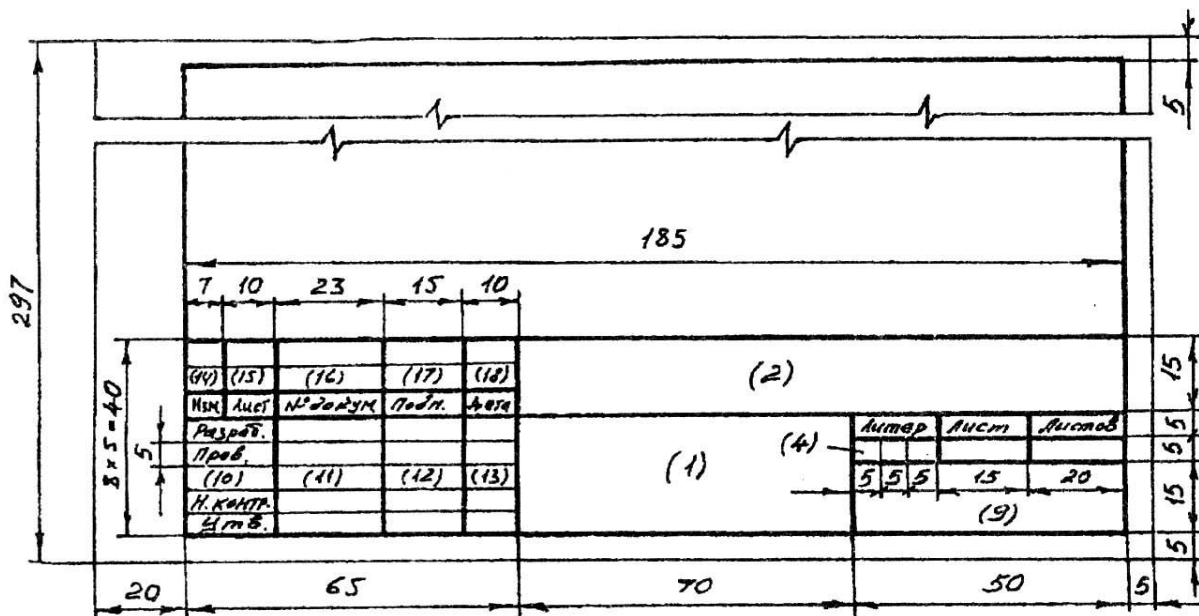 5
297
185
7 10 23 15 10
8x5=40
(14) (15) (16) (17) (18)
(2)
15
Изм Лист № докум Подп. Дата
Разраб.
Литер Лист Листов
5
Пров.
5
(4)
5
(10) (11) (12) (13)
(1)
5 5 5 15 20
15
Н. контр.
(9)
Утв.
5
20 65 70 50 5